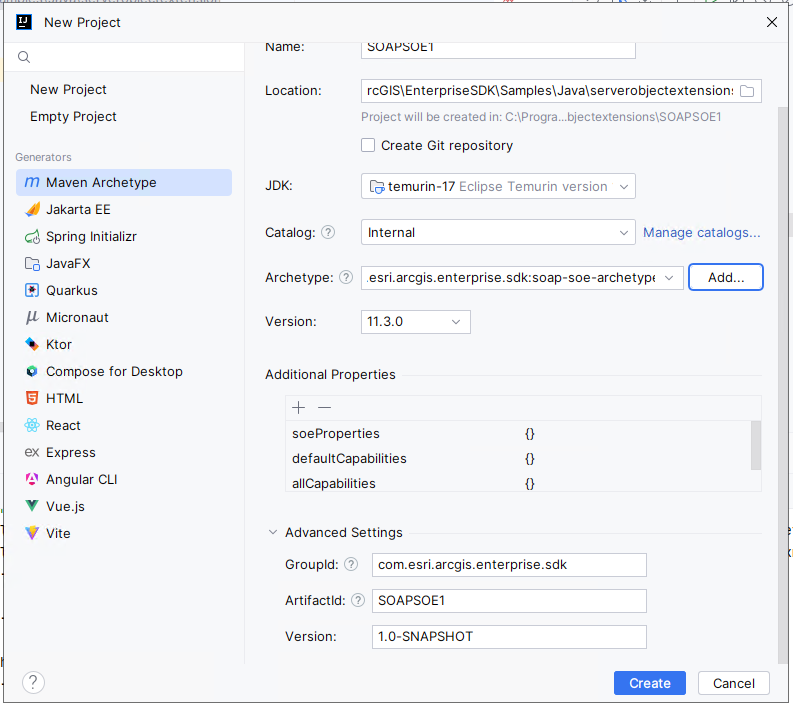 New Project
Name:
SOAPSOE1
New Project
Empty Project
Location:
rcGIS\EnterpriseSDK\Samples\Java\serverobjectextensions
Project will be created in: C:\Progra...bjectextensions\SOAPSOE1
Create Git repository
Generators
Maven Archetype
Jakarta EE
Spring Initializr
JavaFX
Quarkus
Micronaut
Ktor
Compose for Desktop
HTML
React
ex Express
Angular CLI
Vue.js
Vite
JDK:
temurin-17 Eclipse Temurin version
Catalog:
Internal
Manage catalogs...
Archetype:
.esri.arcgis.enterprise.sdk:soap-soe-archetype
Add...
Version:
11.3.0
Additional Properties
soeProperties {}
defaultCapabilities {}
allCapabilities {}
Advanced Settings
GroupId:
com.esri.arcgis.enterprise.sdk
ArtifactId:
SOAPSOE1
Version:
1.0-SNAPSHOT
?
Create
Cancel